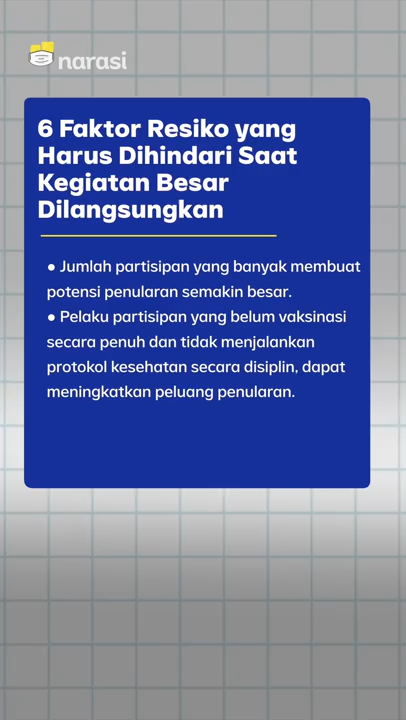 narasi
6 Faktor Resiko yang
Harus Dihindari Saat
Kegiatan Besar
Dilangsungkan
● Jumlah partisipan yang banyak membuat
potensi penularan semakin besar.
● Pelaku partisipan yang belum vaksinasi
secara penuh dan tidak menjalankan
protokol kesehatan secara disiplin, dapat
meningkatkan peluang penularan.